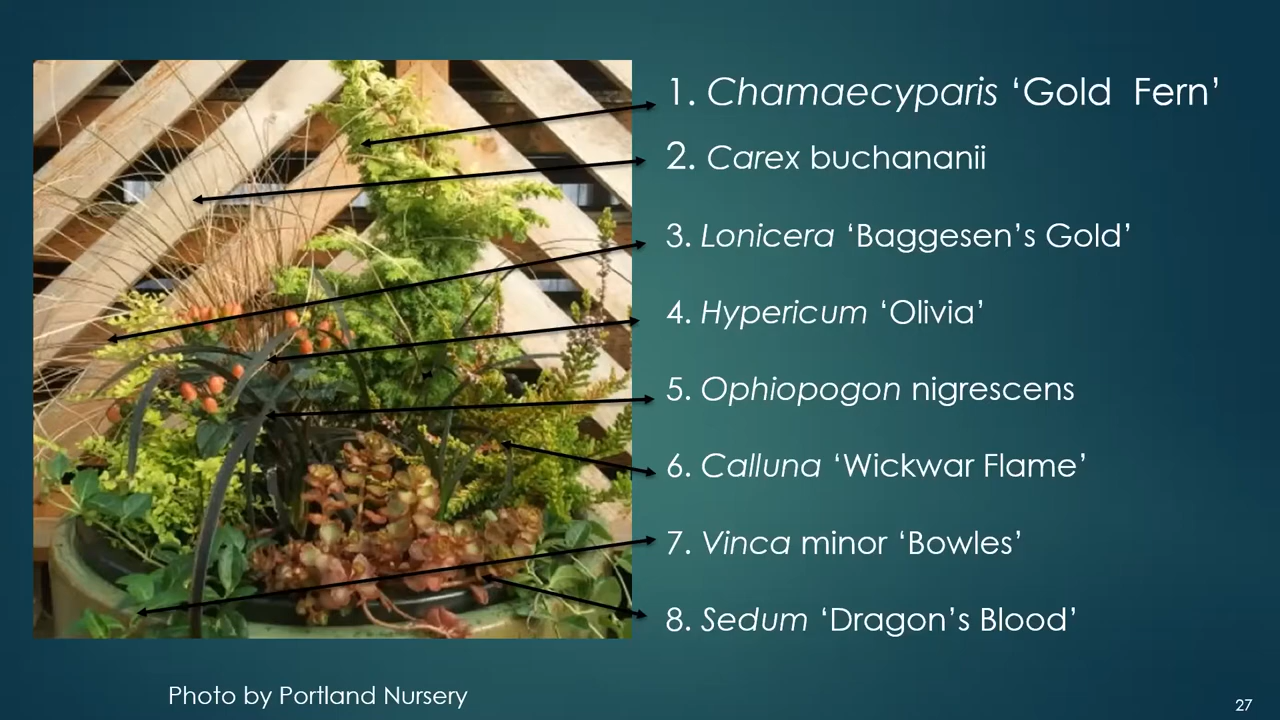 1. Chamaecyparis ‘Gold Fern’
2. Carex buchananii
3. Lonicera ‘Baggesen’s Gold’
4. Hypericum ‘Olivia’
5. Ophiopogon nigrescens
6. Calluna ‘Wickwar Flame’
7. Vinca minor ‘Bowles’
8. Sedum ‘Dragon’s Blood’
Photo by Portland Nursery
27